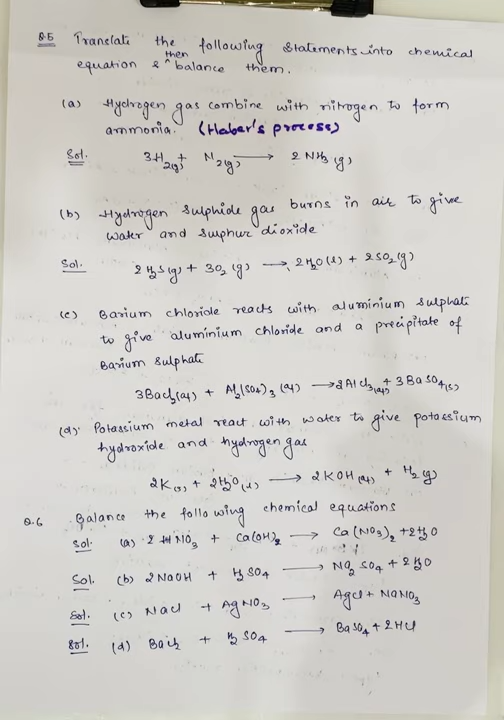 Q.5 Translate the following statements into chemical
equation & then balance them.
(a) Hydrogen gas combine with nitrogen to form
ammonia. (Haber's process)
Sol. 3H₂(g) + N₂(g) ⟶ 2NH₃(g)
(b) Hydrogen sulphide gas burns in air to give
water and sulphur dioxide
Sol. 2H₂S(g) + 3O₂(g) ⟶ 2H₂O(l) + 2SO₂(g)
(c) Barium chloride reacts with aluminium sulphate
to give aluminium chloride and a precipitate of
Barium sulphate
3BaCl₂(aq) + Al₂(SO₄)₃(aq) ⟶ 2AlCl₃(aq) + 3BaSO₄(s)
(d) Potassium metal react with water to give potassium
hydroxide and hydrogen gas
2K(s) + 2H₂O(l) ⟶ 2KOH(aq) + H₂(g)
Q.6 Balance the following chemical equations
Sol. (a) 2HNO₃ + Ca(OH)₂ ⟶ Ca(NO₃)₂ + 2H₂O
Sol. (b) 2NaOH + H₂SO₄ ⟶ Na₂SO₄ + 2H₂O
Sol. (c) NaCl + AgNO₃ ⟶ AgCl + NaNO₃
Sol. (d) BaCl₂ + H₂SO₄ ⟶ BaSO₄ + 2HCl